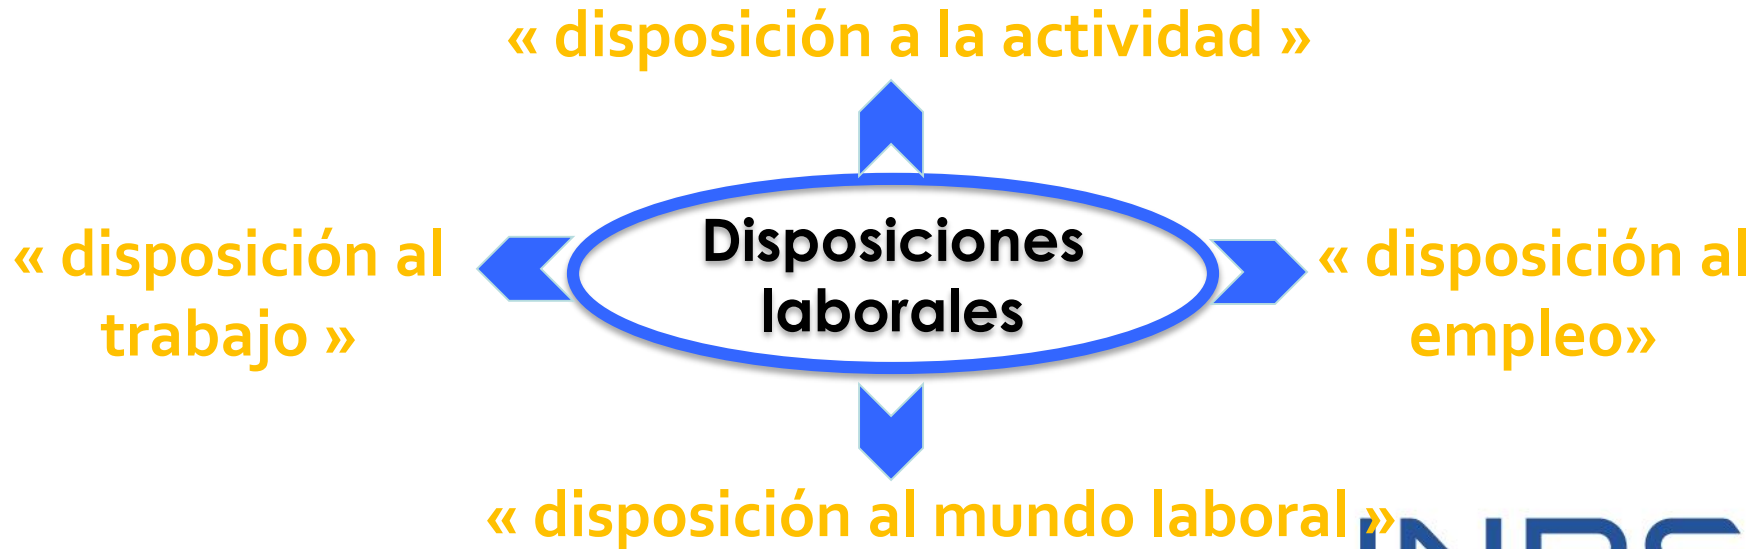 « disposición a la actividad »
Disposiciones
laborales
« disposición al
trabajo »
« disposición al
empleo»
« disposición al mundo laboral »